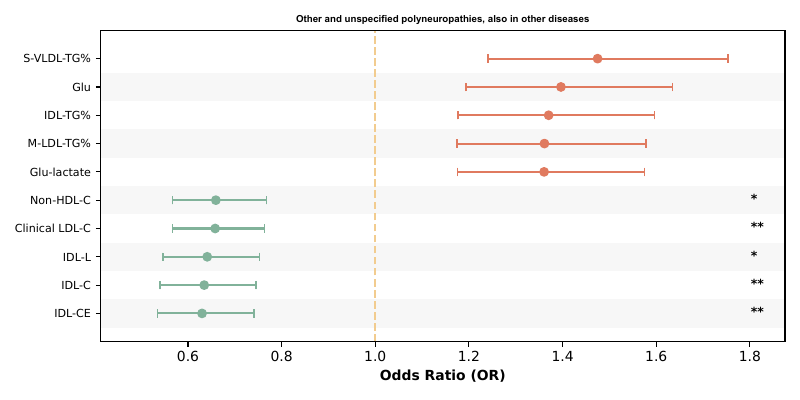 Other and unspecified polyneuropathies, also in other diseases
S-VLDL-TG%
Glu
IDL-TG%
M-LDL-TG%
Glu-lactate
Non-HDL-C *
Clinical LDL-C **
IDL-L *
IDL-C **
IDL-CE **
0.6 0.8 1.0 1.2 1.4 1.6 1.8
Odds Ratio (OR)